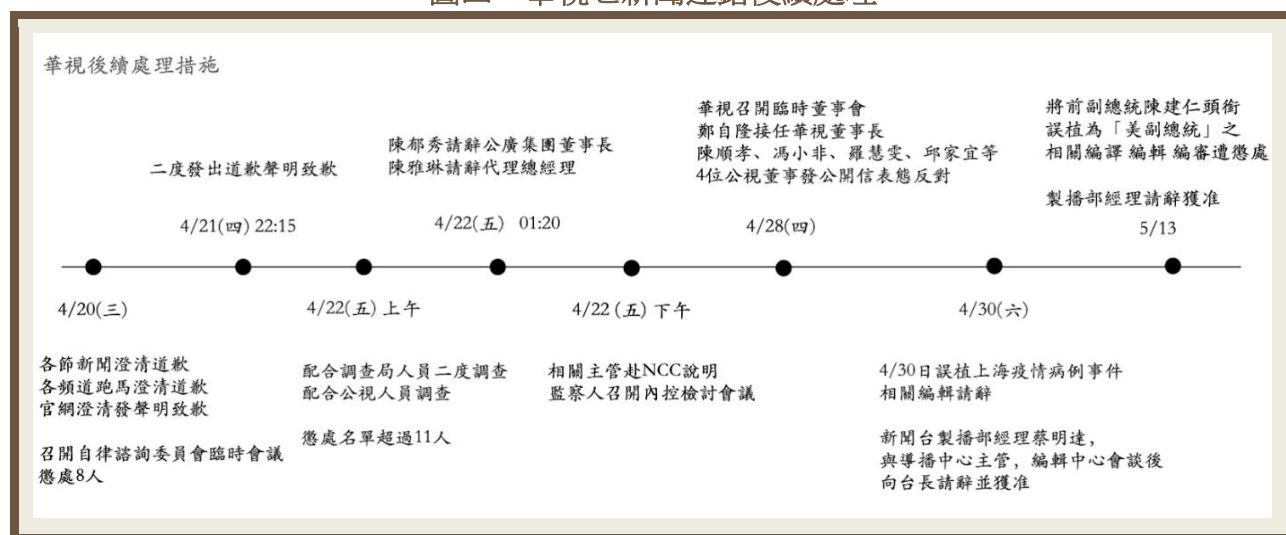 華視後續處理措施
二度發出道歉聲明致歉
4/21(四) 22:15
陳郁秀請辭公廣集團董事長
陳雅琳請辭代理總經理
4/22(五) 01:20
華視召開臨時董事會
鄭自隆接任華視董事長
陳順孝、馮小非、羅慧雯、邱家宜等
4位公視董事發公開信表態反對
4/28(四)
將前副總統陳建仁頭銜
誤植為「美副總統」之
相關編譯 編輯 編審遭懲處
製播部經理請辭獲准
5/13
4/20(三)
各節新聞澄清道歉
各頻道跑馬澄清道歉
官網澄清發聲明致歉
召開自律諮詢委員會臨時會議
懲處8人
4/22(五) 上午
配合調查局人員二度調查
配合公視人員調查
懲處名單超過11人
4/22 (五) 下午
相關主管赴NCC說明
監察人召開內控檢討會議
4/30(六)
4/30日誤植上海疫情病例事件
相關編輯請辭
新聞台製播部經理蔡明達,
與導播中心主管, 編輯中心會談後
向台長請辭並獲准